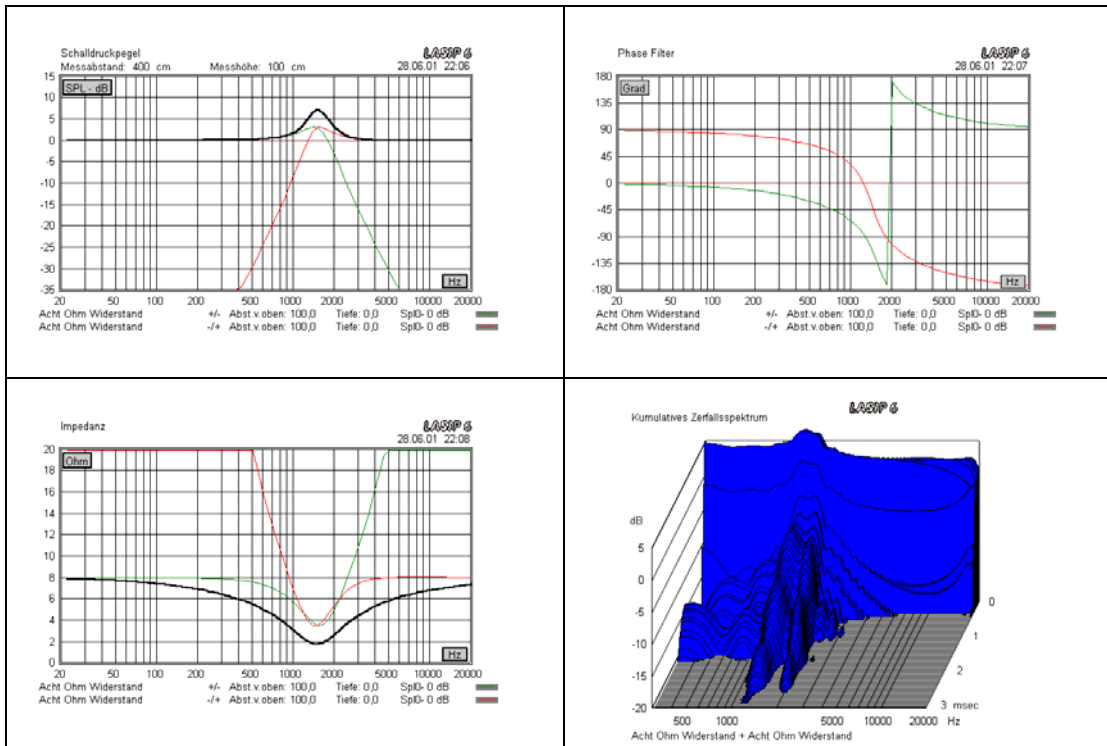 Schalldruckpegel LASIP 6
Messabstand: 400 cm Messhöhe: 100 cm 28.06.01 22:06
15
SPL - dB
10
5
0
-5
-10
-15
-20
-25
-30
-35
Hz
20 50 100 200 500 1000 2000 5000 10000 20000
Acht Ohm Widerstand +/- Abst.v.oben: 100,0 Tiefe: 0,0 Spl0- 0 dB
Acht Ohm Widerstand -/+ Abst.v.oben: 100,0 Tiefe: 0,0 Spl0- 0 dB
Phase Filter LASIP 6
28.06.01 22:07
180
Grad
135
90
45
0
-45
-90
-135
-180
Hz
20 50 100 200 500 1000 2000 5000 10000 20000
Acht Ohm Widerstand +/- Abst.v.oben: 100,0 Tiefe: 0,0 Spl0- 0 dB
Acht Ohm Widerstand -/+ Abst.v.oben: 100,0 Tiefe: 0,0 Spl0- 0 dB
Impedanz LASIP 6
28.06.01 22:08
20
Ohm
18
16
14
12
10
8
6
4
2
0
Hz
20 50 100 200 500 1000 2000 5000 10000 20000
Acht Ohm Widerstand +/- Abst.v.oben: 100,0 Tiefe: 0,0 Spl0- 0 dB
Acht Ohm Widerstand -/+ Abst.v.oben: 100,0 Tiefe: 0,0 Spl0- 0 dB
LASIP 6
Kumulatives Zerfallsspektrum
dB
5
0
-5
-10
-15
-20
0
1
2
3 msec
500 1000 2000 5000 10000 20000 Hz
Acht Ohm Widerstand + Acht Ohm Widerstand